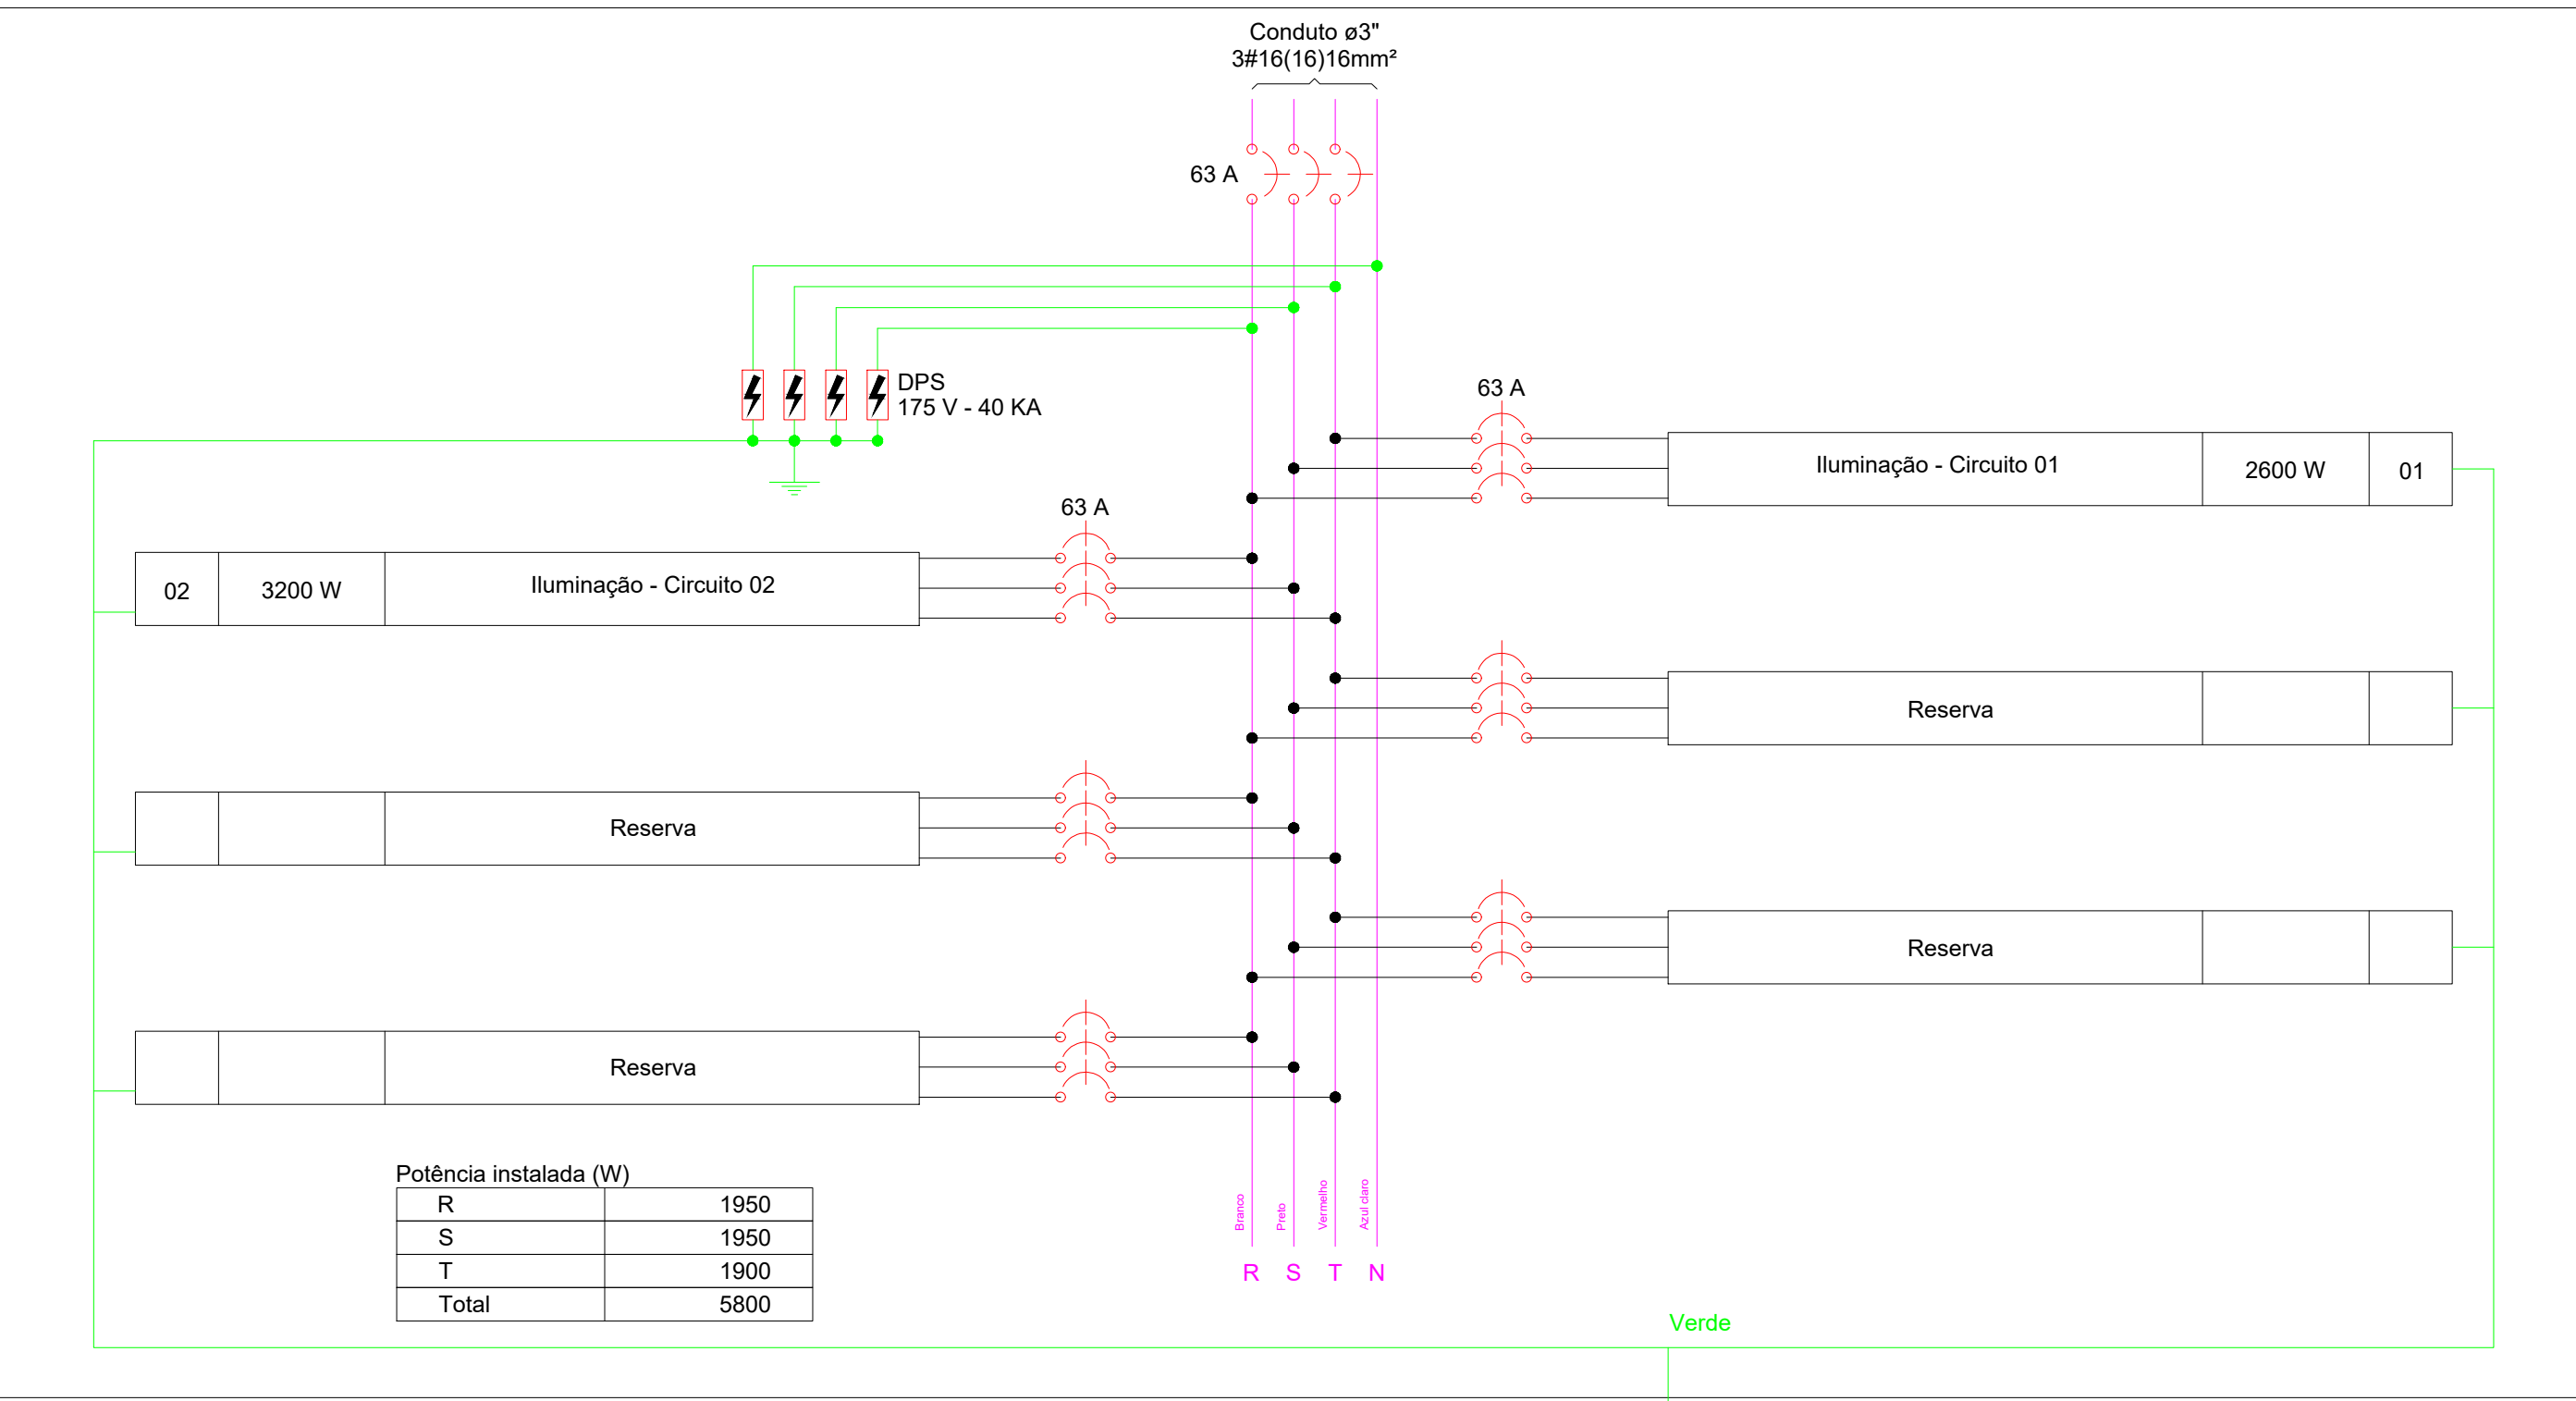 Conduto ø3"
3#16(16)16mm²
63 A
DPS
175 V - 40 KA
63 A
Iluminação - Circuito 01
2600 W
01
63 A
02
3200 W
Iluminação - Circuito 02
Reserva
Reserva
Reserva
Reserva
Potência instalada (W)
R 1950
S 1950
T 1900
Total 5800
Branco
Preto
Vermelho
Azul claro
R S T N
Verde